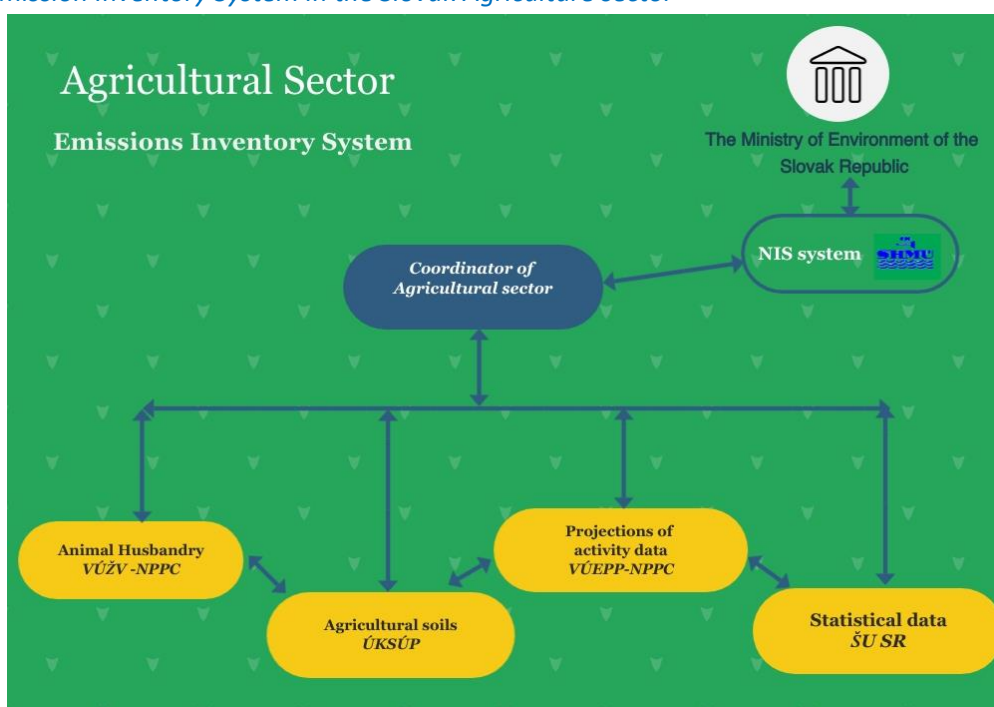 Emission Inventory System in the Slovak Agriculture sector
Agricultural Sector
Emissions Inventory System
The Ministry of Environment of the
Slovak Republic
NIS system
SHMU
Coordinator of
Agricultural sector
Animal Husbandry
VÚŽV -NPPC
Agricultural soils
ÚKSÚP
Projections of
activity data
VÚEPP-NPPC
Statistical data
ŠU SR